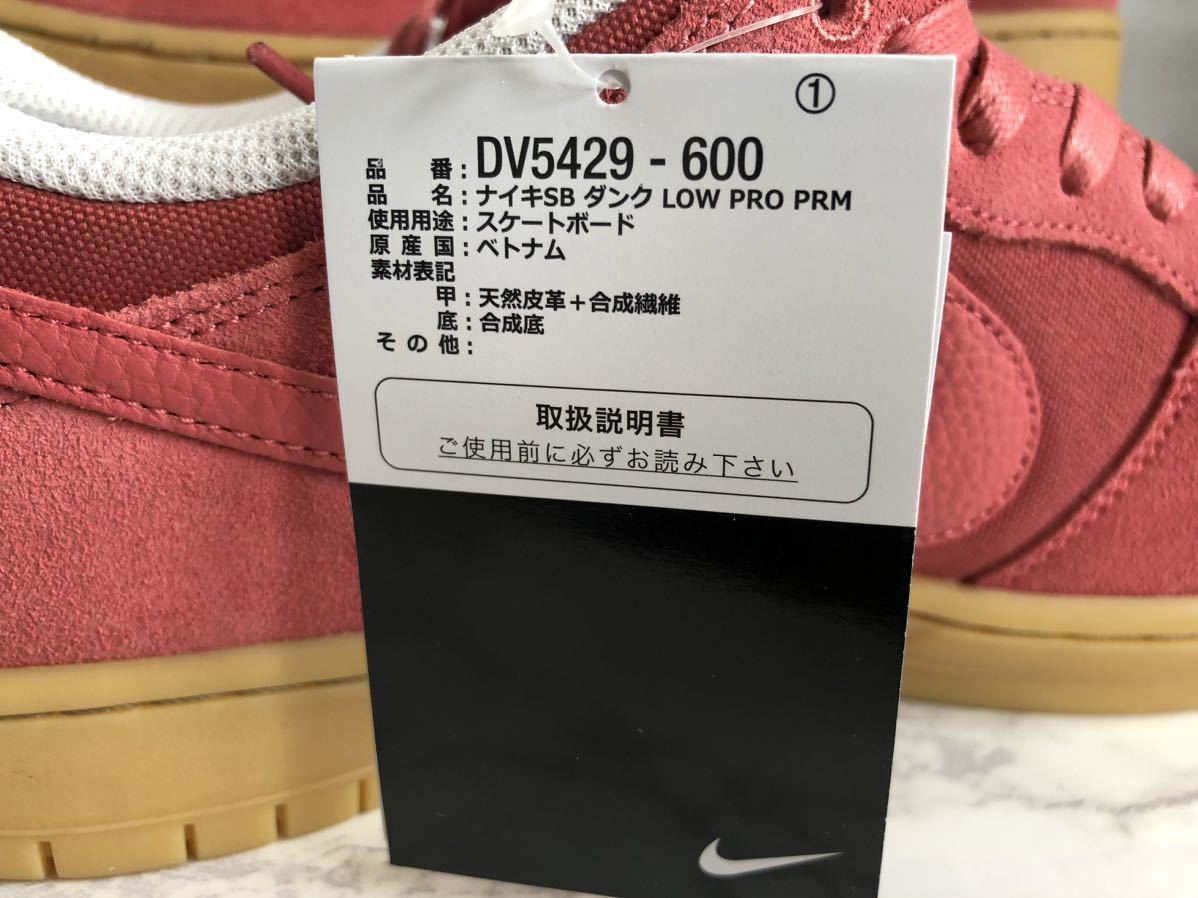 ①
品番：DV5429 - 600
品名：ナイキSB ダンク LOW PRO PRM
使用用途：スケートボード
原産国：ベトナム
素材表記
甲：天然皮革＋合成繊維
底：合成底
その他：
取扱説明書
ご使用前に必ずお読み下さい